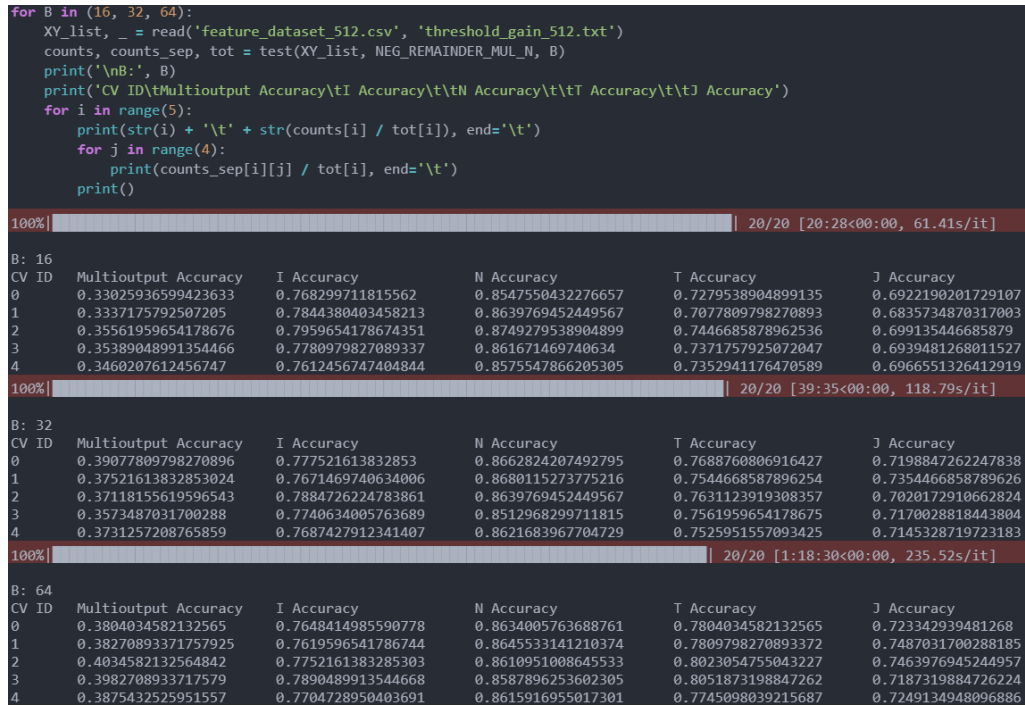 for B in (16, 32, 64):
    XY_list, _ = read('feature_dataset_512.csv', 'threshold_gain_512.txt')
    counts, counts_sep, tot = test(XY_list, NEG_REMAINDER_MUL_N, B)
    print('\nB:', B)
    print('CV ID\tMultioutput Accuracy\tI Accuracy\t\tN Accuracy\t\tT Accuracy\t\tJ Accuracy')
    for i in range(5):
        print(str(i) + '\t' + str(counts[i] / tot[i]), end='\t')
        for j in range(4):
            print(counts_sep[i][j] / tot[i], end='\t')
        print()
100%| | 20/20 [20:28<00:00, 61.41s/it]
B: 16
CV ID Multioutput Accuracy I Accuracy N Accuracy T Accuracy J Accuracy
0 0.33025936599423633 0.768299711815562 0.8547550432276657 0.7279538904899135 0.6922190201729107
1 0.3337175792507205 0.7844380403458213 0.8639769452449567 0.7077809798270893 0.6835734870317003
2 0.35561959654178676 0.7959654178674351 0.8749279538904899 0.7446685878962536 0.699135446685879
3 0.35389048991354466 0.7780979827089337 0.861671469740634 0.7371757925072047 0.6939481268011527
4 0.3460207612456747 0.7612456747404844 0.8575547866205305 0.7352941176470589 0.6966551326412919
100%| | 20/20 [39:35<00:00, 118.79s/it]
B: 32
CV ID Multioutput Accuracy I Accuracy N Accuracy T Accuracy J Accuracy
0 0.39077809798270896 0.777521613832853 0.8662824207492795 0.7688760806916427 0.7198847262247838
1 0.37521613832853024 0.7671469740634006 0.8680115273775216 0.7544668587896254 0.7354466858789626
2 0.37118155619596543 0.78847262247838​61 0.8639769452449567 0.7631123919308357 0.7020172910662824
3 0.3573487031700288 0.7740634005763689 0.8512968299711815 0.7561959654178675 0.7170028818443804
4 0.3731257208765859 0.7687427912341407 0.8621683967704729 0.7525951557093425 0.7145328719723183
100%| | 20/20 [1:18:30<00:00, 235.52s/it]
B: 64
CV ID Multioutput Accuracy I Accuracy N Accuracy T Accuracy J Accuracy
0 0.3804034582132565 0.7648414985590778 0.8634005763688761 0.7804034582132565 0.723342939481268
1 0.38270893371757925 0.7619596541786744 0.8645533141210374 0.7809798270893372 0.7487031700288185
2 0.4034582132564842 0.7752161383285303 0.8610951008645533 0.8023054755043227 0.7463976945244957
3 0.3982708933717579 0.7890489913544668 0.8587896253602305 0.8051873198847262 0.7187319884726224
4 0.3875432525951557 0.7704728950403691 0.8615916955017301 0.7745098039215687 0.7249134948096886